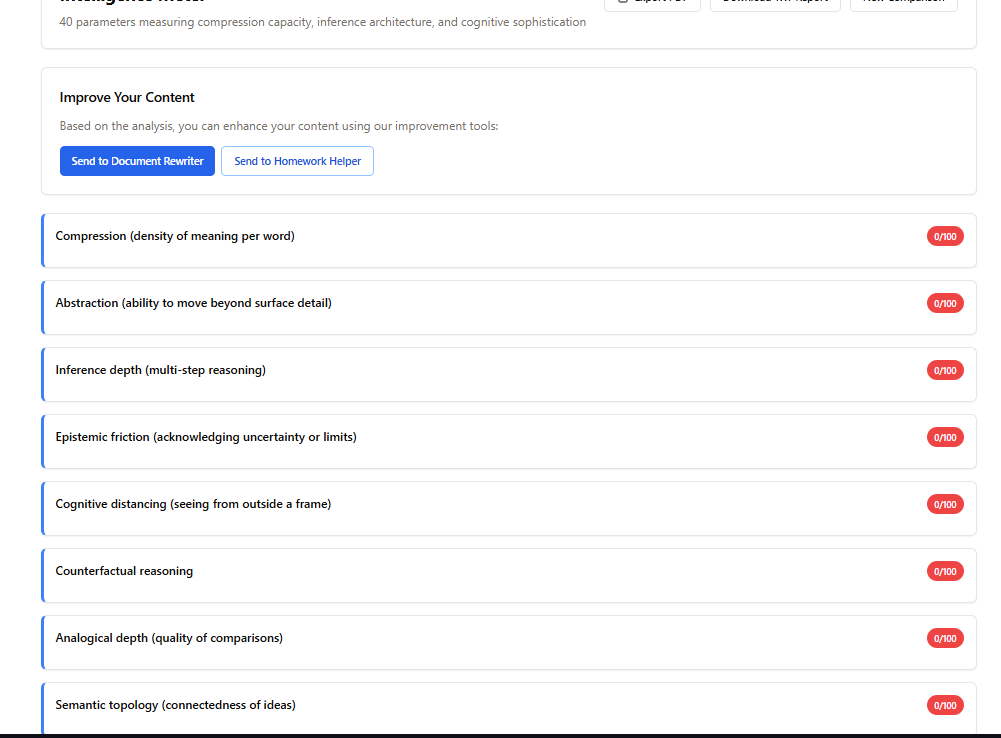 40 parameters measuring compression capacity, inference architecture, and cognitive sophistication
Improve Your Content
Based on the analysis, you can enhance your content using our improvement tools:
Send to Document Rewriter
Send to Homework Helper
Compression (density of meaning per word)
0/100
Abstraction (ability to move beyond surface detail)
0/100
Inference depth (multi-step reasoning)
0/100
Epistemic friction (acknowledging uncertainty or limits)
0/100
Cognitive distancing (seeing from outside a frame)
0/100
Counterfactual reasoning
0/100
Analogical depth (quality of comparisons)
0/100
Semantic topology (connectedness of ideas)
0/100